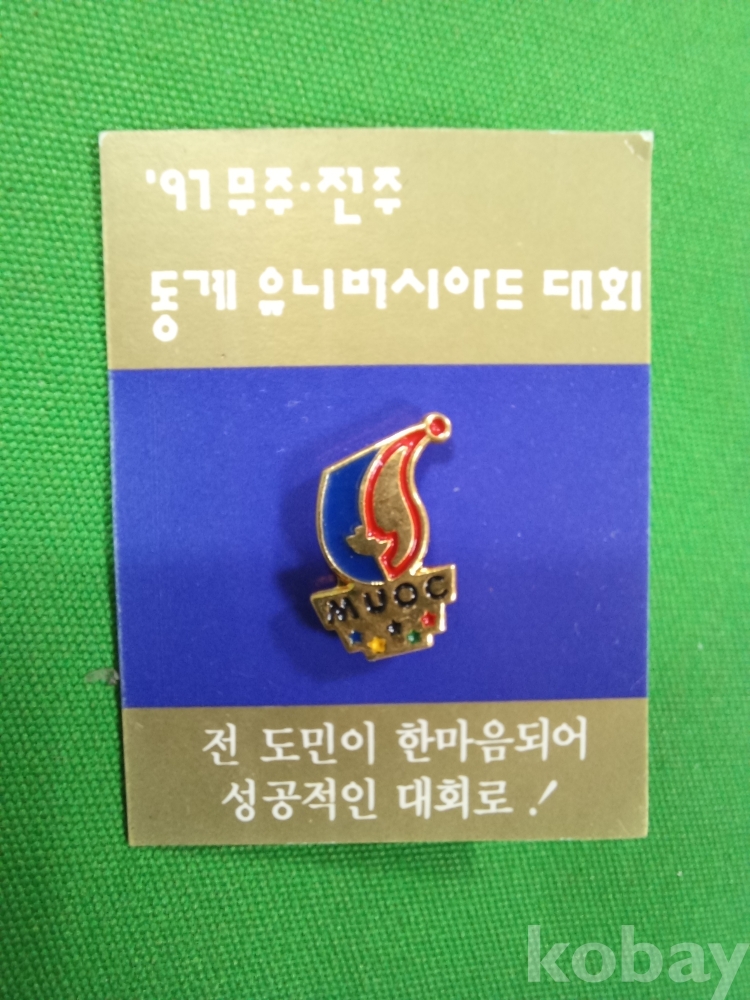 '97 무주·전주
동계 유니버시아드 대회
MUOC
전 도민이 한마음되어
성공적인 대회로!
kobay